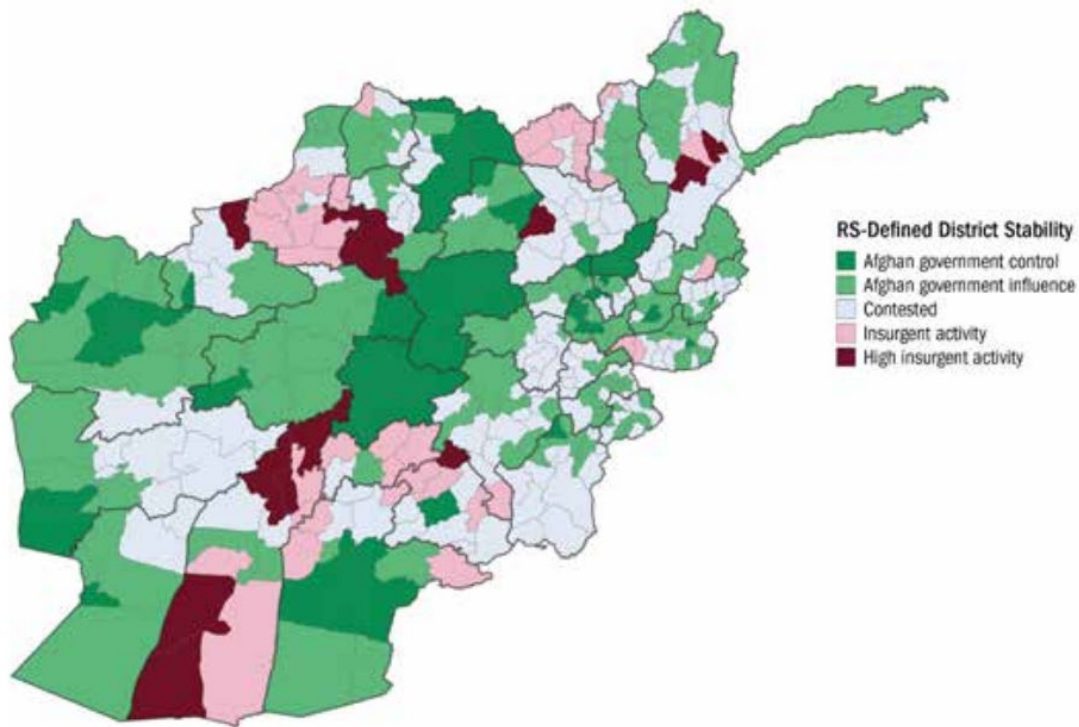 RS-Defined District Stability
Afghan government control
Afghan government influence
Contested
Insurgent activity
High insurgent activity